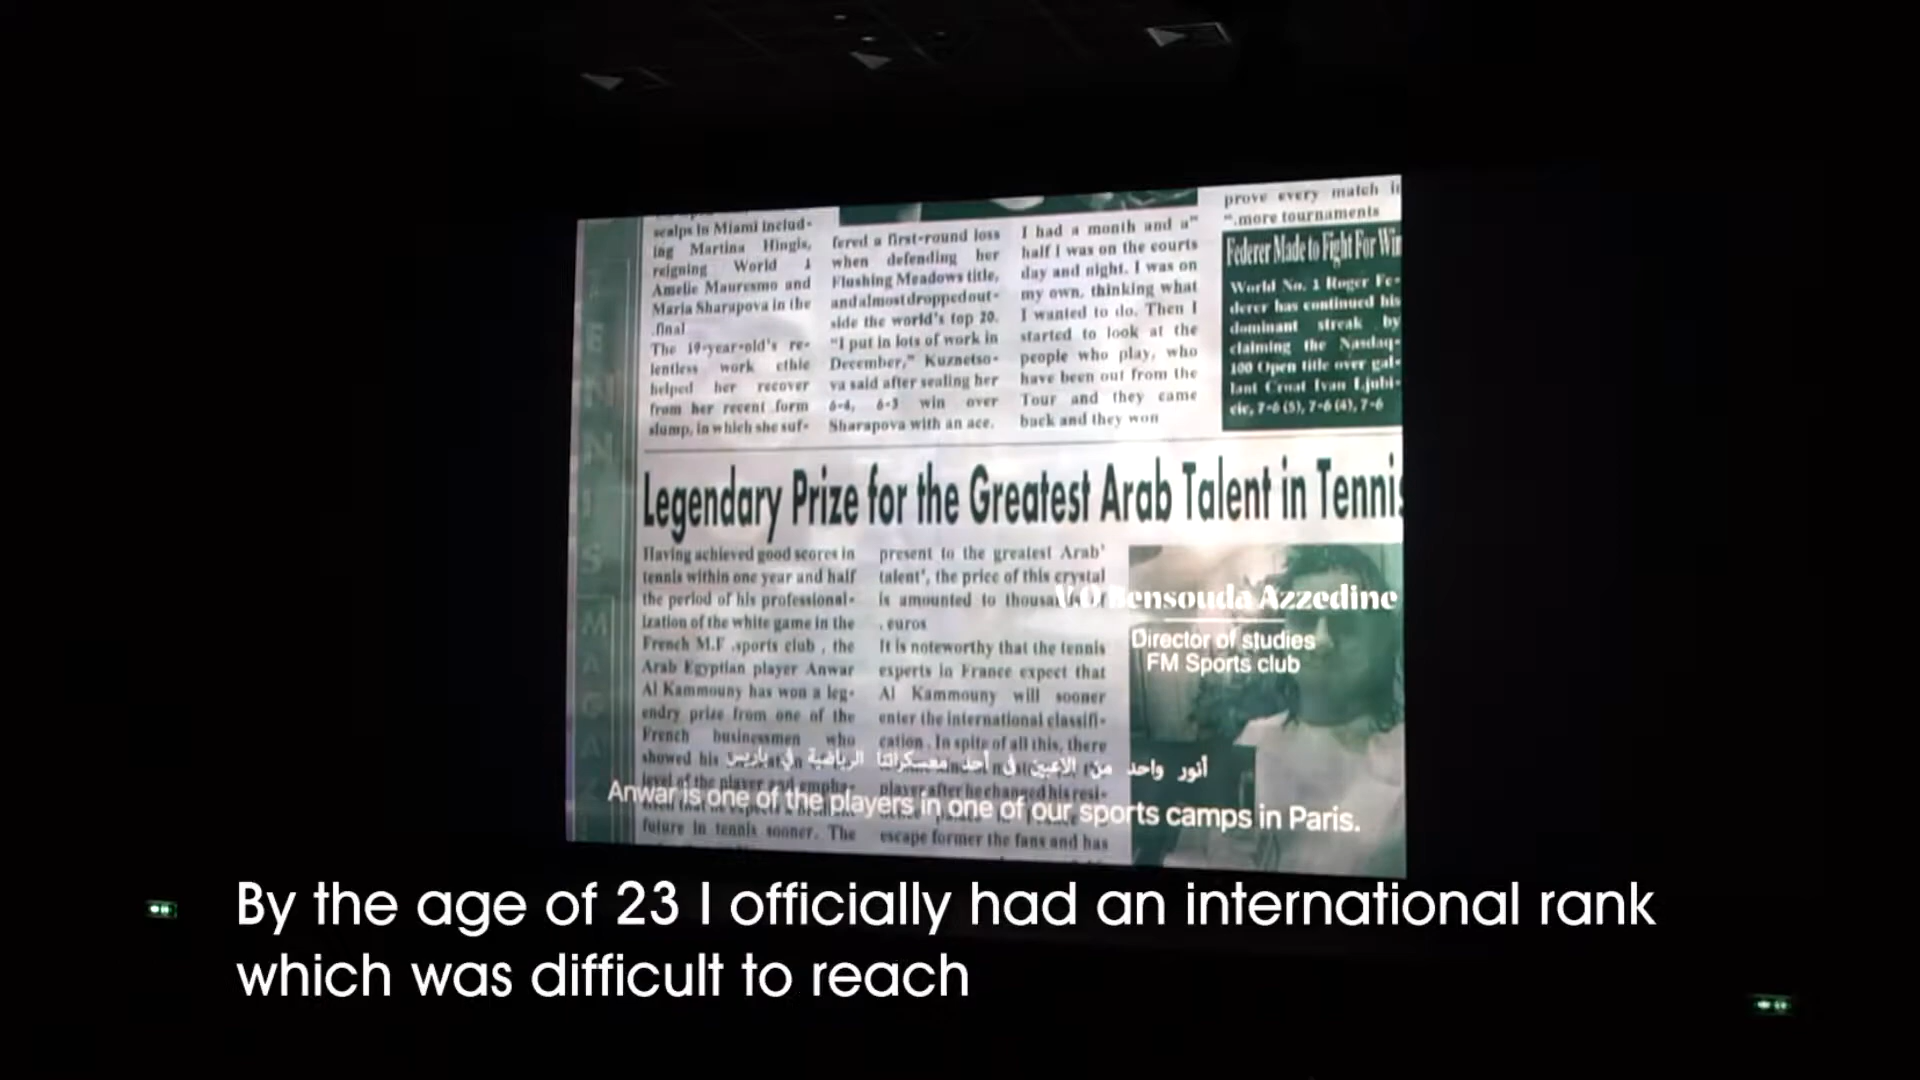 scalps in Miami includ-
ing Martina Hingis,
reigning World 1
Amelie Mauresmo and
Maria Sharapova in the
.final
The 19-year-old's re-
lentless work ethic
helped her recover
from her recent form
slump, in which she suf-
fered a first-round loss
when defending her
Flushing Meadows title,
and almost dropped out-
side the world's top 20.
"I put in lots of work in
December," Kuznetso-
va said after sealing her
6-4, 6-3 win over
Sharapova with an ace.
I had a month and a"
half I was on the courts
day and night. I was on
my own, thinking what
I wanted to do. Then I
started to look at the
people who play, who
have been out from the
Tour and they came
back and they won
prove every match in
".more tournaments
Federer Made to Fight For Win
World No. 1 Roger Fe-
derer has continued his
dominant streak by
claiming the Nasdaq-
100 Open title over gal-
lant Croat Ivan Ljubi-
cic, 7-6 (5), 7-6 (4), 7-6
Legendary Prize for the Greatest Arab Talent in Tennis
Having achieved good scores in
tennis within one year and half
the period of his professional-
ization of the white game in the
French M.F .sports club , the
Arab Egyptian player Anwar
Al Kammouny has won a leg-
endry prize from one of the
French businessmen who
showed his
level of the player and empha-
future in tennis sooner. The
present to the greatest Arab'
talent', the price of this crystal
is amounted to
. euros
It is noteworthy that the tennis
experts in France expect that
Al Kammouny will sooner
enter the international classifi-
cation . In spite of all this, there
player after he changed his resi-
escape former the fans and has
Bensouda Azzedine
Director of studies
FM Sports club
أنور واحد من الاعبين في أحد معسكراتنا الرياضية في باريس
Anwar is one of the players in one of our sports camps in Paris.
By the age of 23 I officially had an international rank
which was difficult to reach